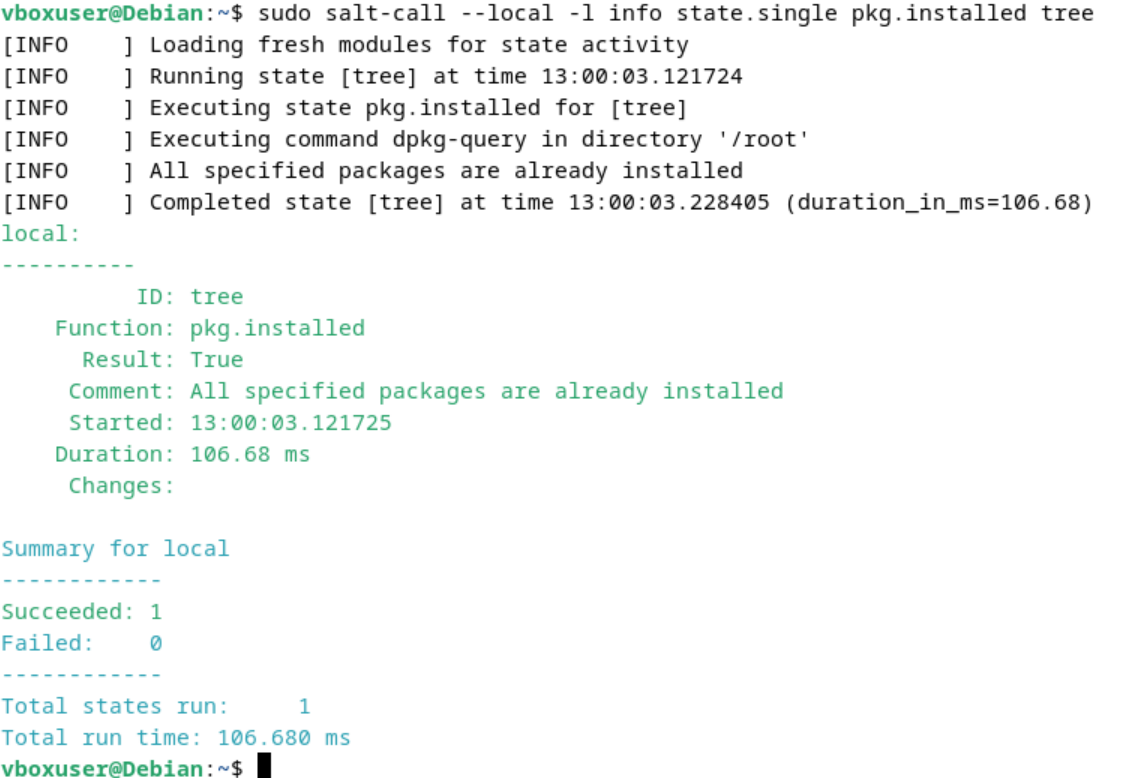 vboxuser@Debian:~$ sudo salt-call --local -l info state.single pkg.installed tree
[INFO    ] Loading fresh modules for state activity
[INFO    ] Running state [tree] at time 13:00:03.121724
[INFO    ] Executing state pkg.installed for [tree]
[INFO    ] Executing command dpkg-query in directory '/root'
[INFO    ] All specified packages are already installed
[INFO    ] Completed state [tree] at time 13:00:03.228405 (duration_in_ms=106.68)
local:
----------
          ID: tree
    Function: pkg.installed
      Result: True
     Comment: All specified packages are already installed
     Started: 13:00:03.121725
    Duration: 106.68 ms
     Changes:

Summary for local
------------
Succeeded: 1
Failed:    0
------------
Total states run:     1
Total run time: 106.680 ms
vboxuser@Debian:~$